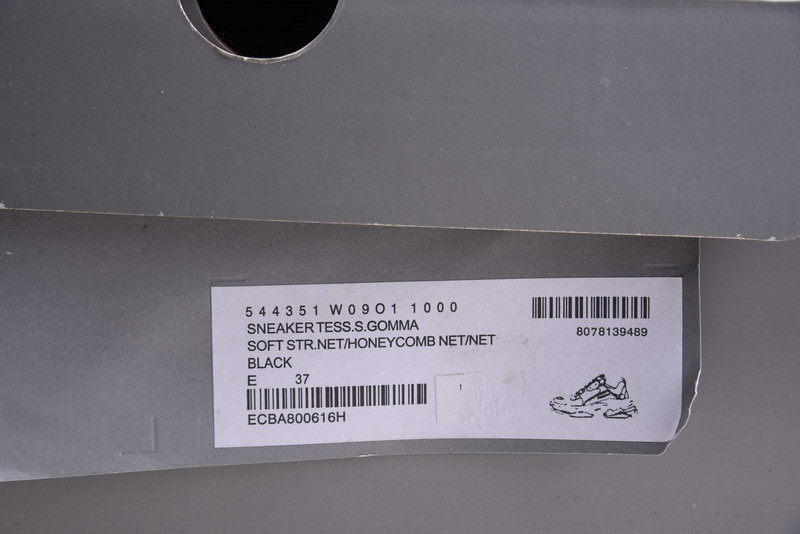 544351 W09O1 1000
SNEAKER TESS.S.GOMMA
SOFT STR.NET/HONEYCOMB NET/NET
BLACK
E 37
ECBA800616H
8078139489